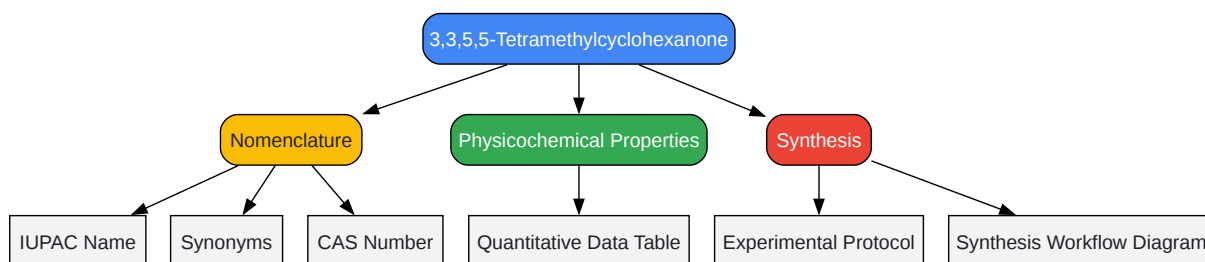 3,3,5,5-Tetramethylcyclohexanone
Nomenclature
Physicochemical Properties
Synthesis
IUPAC Name
Synonyms
CAS Number
Quantitative Data Table
Experimental Protocol
Synthesis Workflow Diagram